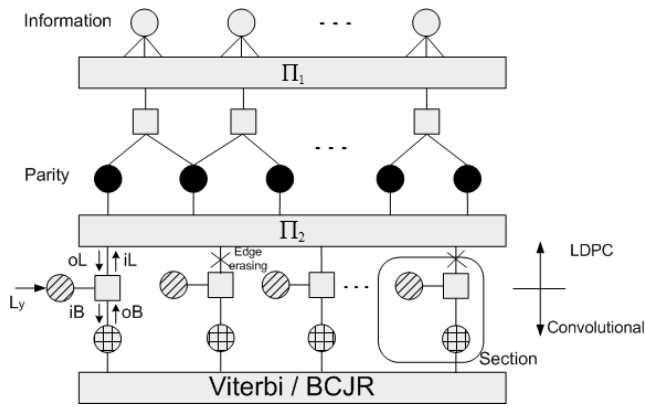 Information
Π1
Parity
Π2
oL
iL
Edge
erasing
LDPC
Ly
iB
oB
Convolutional
Section
Viterbi / BCJR